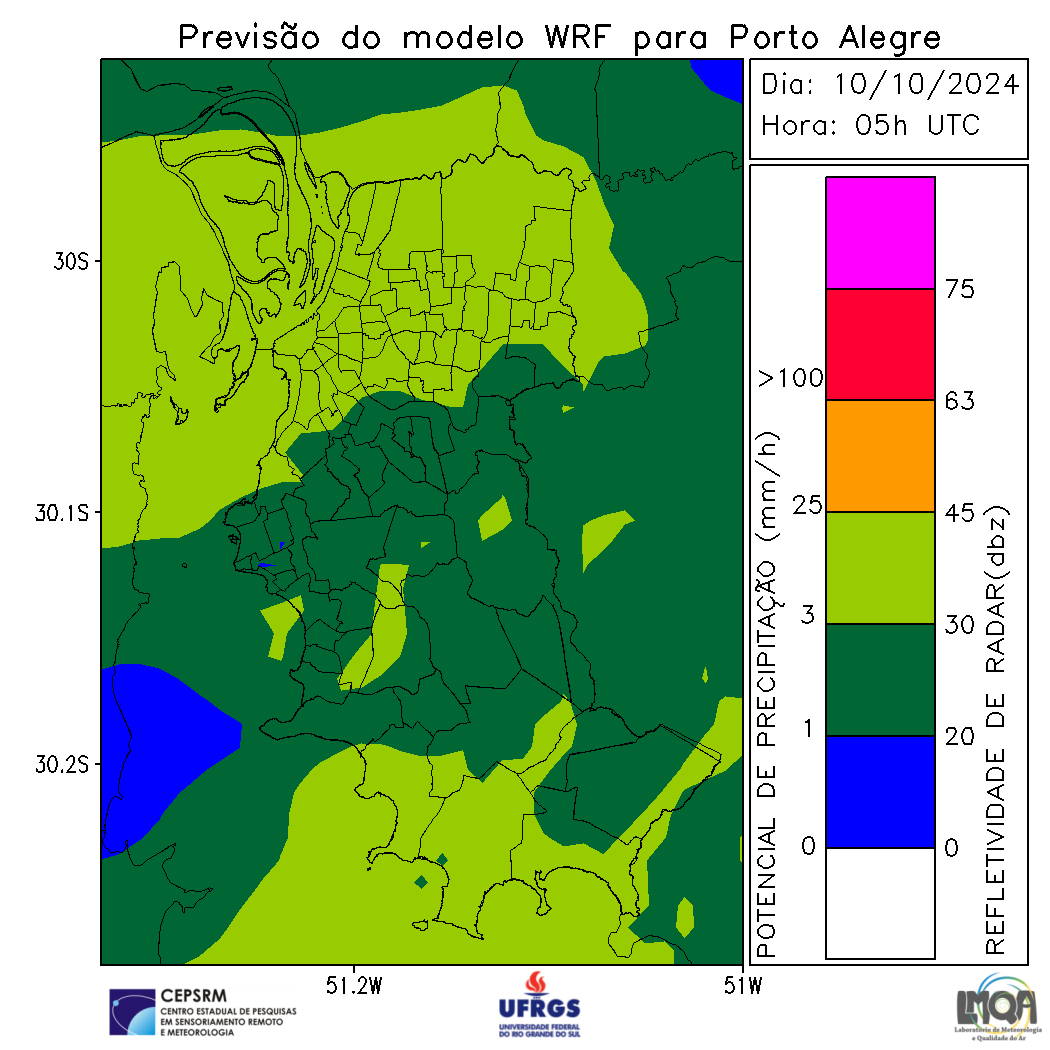 Previsão do modelo WRF para Porto Alegre
Dia: 10/10/2024
Hora: 05h UTC
30S
30.1S
30.2S
51.2W
51W
POTENCIAL DE PRECIPITAÇÃO (mm/h)
>100
25
3
1
0
75
63
45
30
20
0
REFLETIVIDADE DE RADAR(dbz)
CEPSRM
CENTRO ESTADUAL DE PESQUISAS
EM SENSORIAMENTO REMOTO
E METEOROLOGIA
UFRGS
UNIVERSIDADE FEDERAL
DO RIO GRANDE DO SUL
LMQA
Laboratório de Meteorologia
e Qualidade do Ar